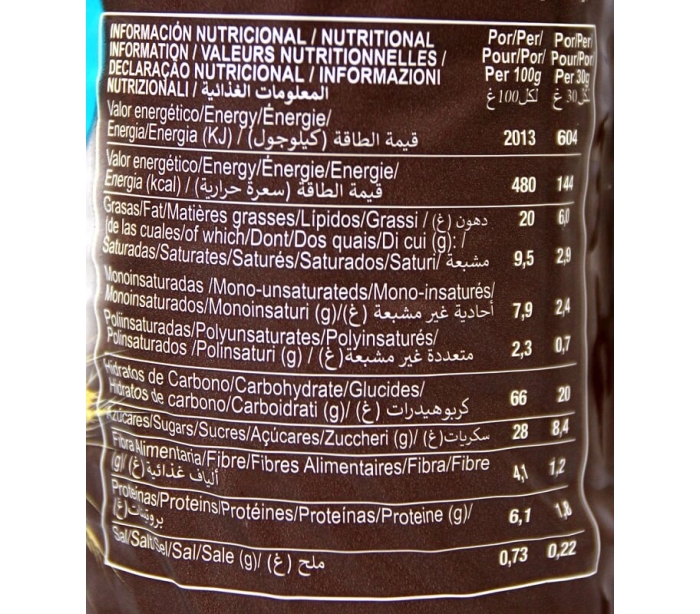 INFORMACIÓN NUTRICIONAL / NUTRITIONAL Por/Per/ Por/Per/
INFORMATION / VALEURS NUTRITIONNELLES / Pour/Por/ Pour/Por/
DECLARAÇÃO NUTRICIONAL / INFORMAZIONI Per 100g Per 30g
NUTRIZIONALI / المعلومات الغذائية لكل100غ لكل 30 غ
Valor energético/Energy/Énergie/
Energia/Energia (KJ) / قيمة الطاقة (كيلوجول) 2013 604
Valor energético/Energy/Énergie/Energie/
Energia (kcal) / قيمة الطاقة (سعرة حرارية) 480 144
Grasas/Fat/Matières grasses/Lípidos/Grassi / دهون (غ) 20 6,0
(de las cuales/of which/Dont/Dos quais/Di cui (g): /
Saturadas/Saturates/Saturés/Saturados/Saturi/ مشبعة 9,5 2,9
Monoinsaturadas /Mono-unsaturateds/Mono-insaturés/
Monoinsaturados/Monoinsaturi (g)/ أحادية غير مشبعة (غ) 7,9 2,4
Poliinsaturadas/Polyunsaturates/Polyinsaturés/
Polinsaturados /Polinsaturi (g) / متعددة غير مشبعة (غ) 2,3 0,7
Hidratos de Carbono/Carbohydrate/Glucides/
Hidratos de carbono/Carboidrati (g)/ كربوهيدرات (غ) 66 20
Azúcares/Sugars/Sucres/Açúcares/Zuccheri (g)/ سكريات (غ) 28 8,4
Fibra Alimentaria/Fibre/Fibres Alimentaires/Fibra/Fibre
(g)/ ألياف غذائية (غ) 4,1 1,2
Proteínas/Proteins/Protéines/Proteínas/Proteine (g)/
بروتينات (غ) 6,1 1,8
Sal/Salt/Sel/Sal/Sale (g)/ ملح (غ) 0,73 0,22